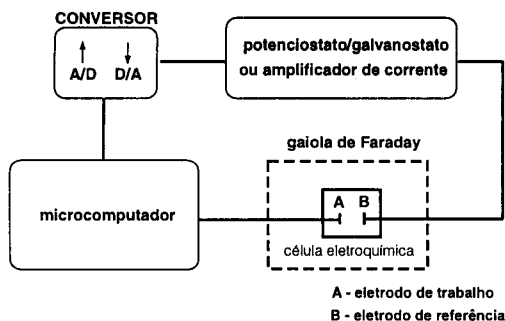 CONVERSOR
A/D D/A
potenciostato/galvanostato
ou amplificador de corrente
gaiola de Faraday
microcomputador
A B
célula eletroquímica
A - eletrodo de trabalho
B - eletrodo de referência